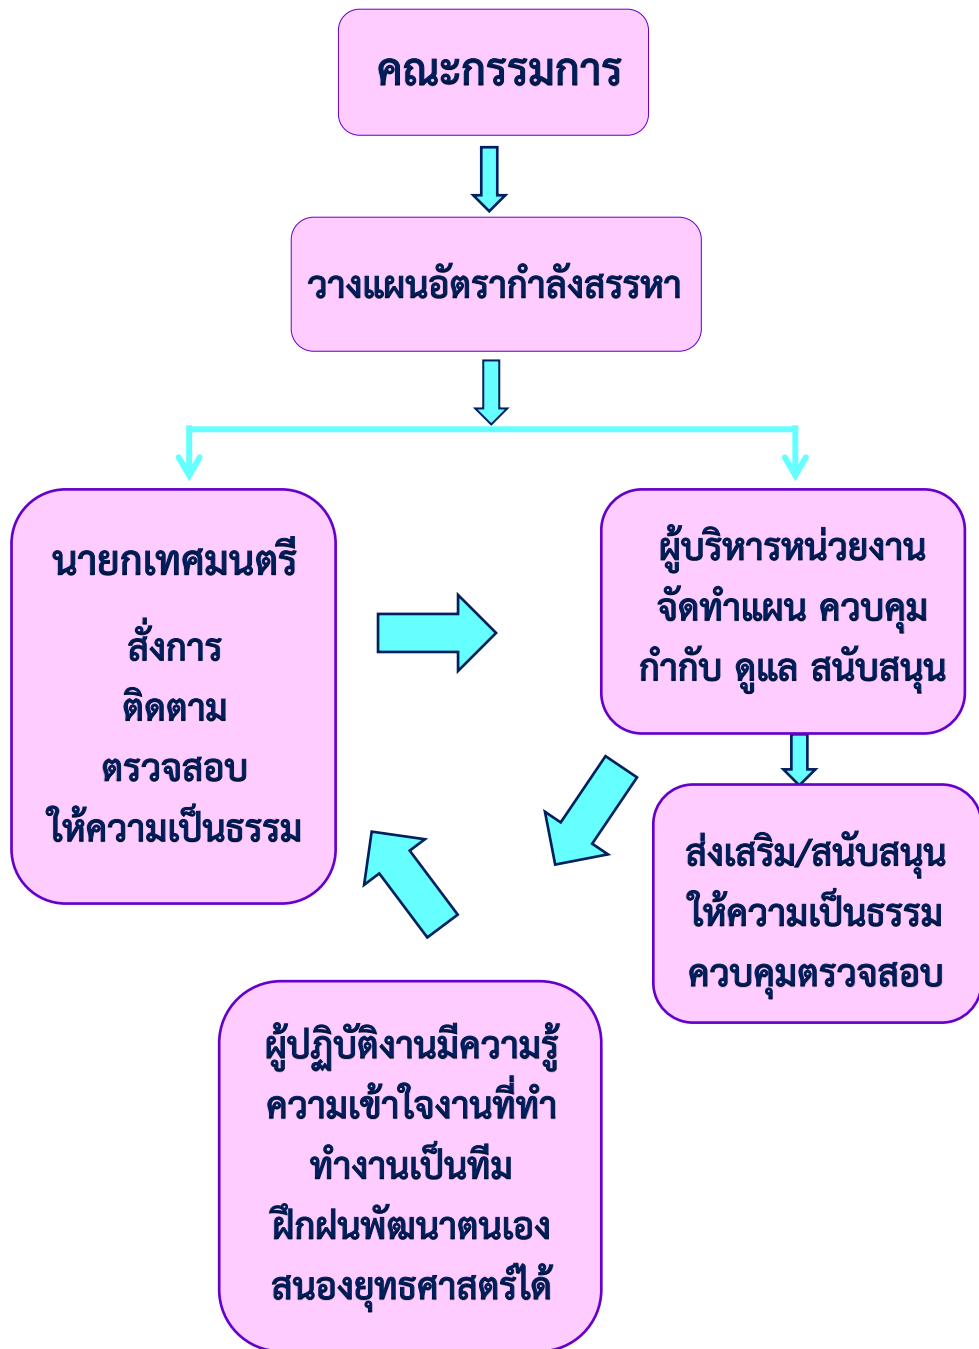 คณะกรรมการ
วางแผนอัตรากำลังสรรหา
นายกเทศมนตรี
สั่งการ
ติดตาม
ตรวจสอบ
ให้ความเป็นธรรม
ผู้บริหารหน่วยงาน
จัดทำแผน ควบคุม
กำกับ ดูแล สนับสนุน
ส่งเสริม/สนับสนุน
ให้ความเป็นธรรม
ควบคุมตรวจสอบ
ผู้ปฏิบัติงานมีความรู้
ความเข้าใจงานที่ทำ
ทำงานเป็นทีม
ฝึกฝนพัฒนาตนเอง
สนองยุทธศาสตร์ได้